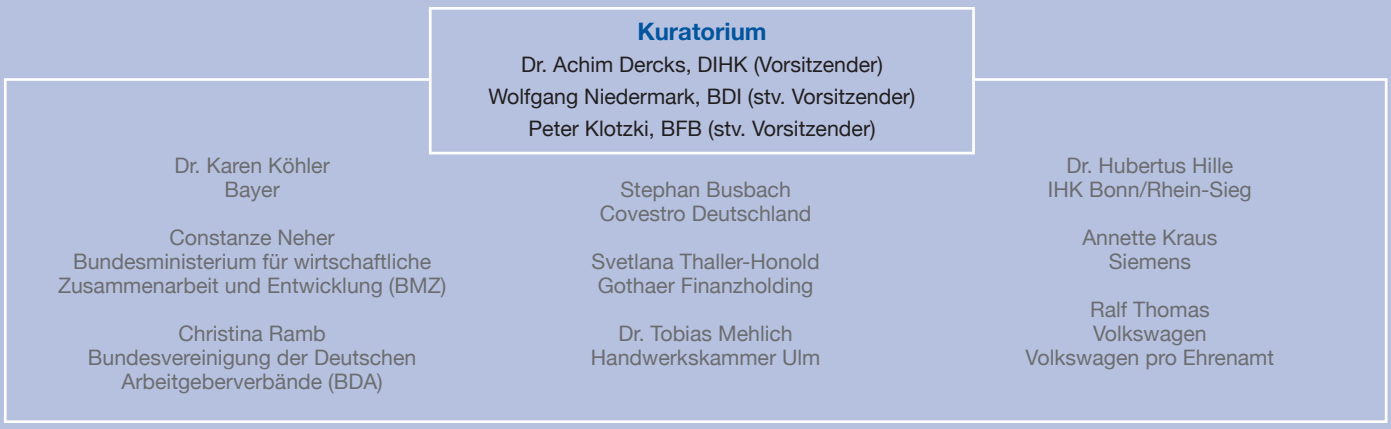 Kuratorium
Dr. Achim Dercks, DIHK (Vorsitzender)
Wolfgang Niedermark, BDI (stv. Vorsitzender)
Peter Klotzki, BFB (stv. Vorsitzender)
Dr. Karen Köhler
Bayer
Constanze Neher
Bundesministerium für wirtschaftliche
Zusammenarbeit und Entwicklung (BMZ)
Christina Ramb
Bundesvereinigung der Deutschen
Arbeitgeberverbände (BDA)
Stephan Busbach
Covestro Deutschland
Svetlana Thaller-Honold
Gothaer Finanzholding
Dr. Tobias Mehlich
Handwerkskammer Ulm
Dr. Hubertus Hille
IHK Bonn/Rhein-Sieg
Annette Kraus
Siemens
Ralf Thomas
Volkswagen
Volkswagen pro Ehrenamt